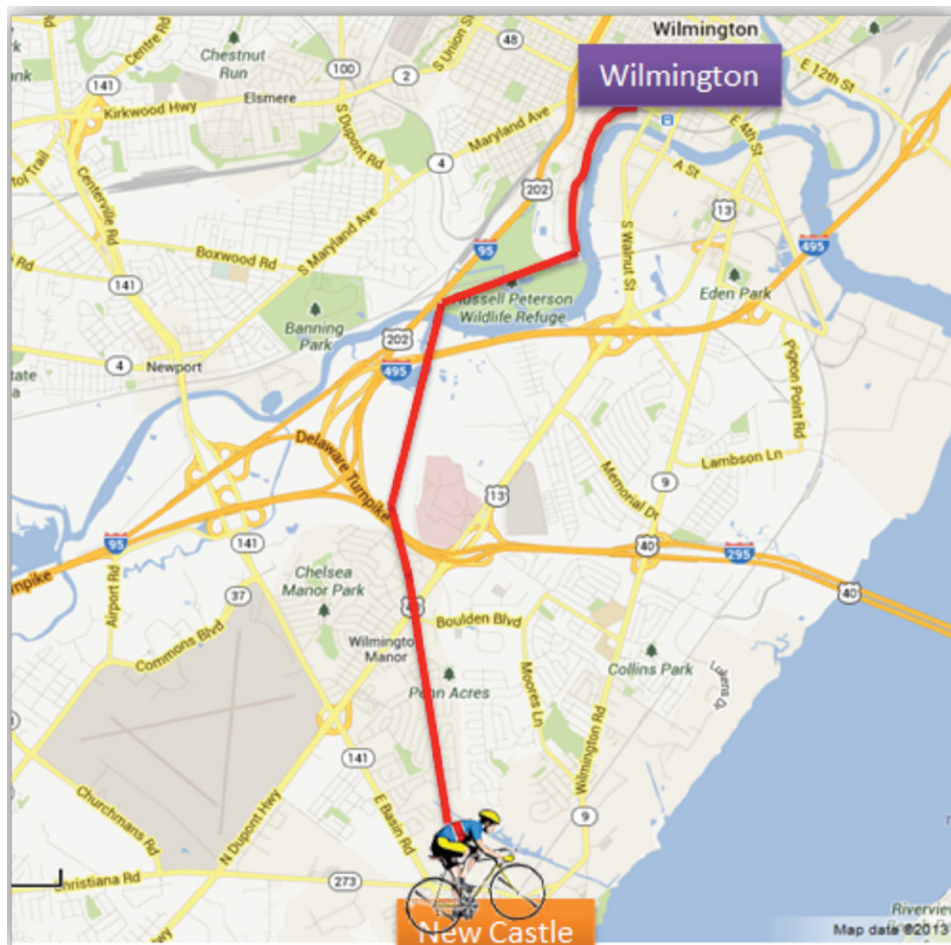 Wilmington
Wilmington
Chestnut
Run
Centre Rd
100
48
S Union St
E 12th St
141
2
Elsmere
Kirkwood Hwy
S Dupont Rd
Maryland Ave
4
E 4th St
A St
202
13
Centerville Rd
S Maryland Ave
95
S Walnut St
495
Boxwood Rd
141
Eden Park
Banning
Park
Russell Peterson
Wildlife Refuge
202
4
Newport
495
Pigeon Point Rd
Delaware Turnpike
Lambson Ln
9
13
Memorial Dr
95
141
40
295
40
Airport Rd
37
Chelsea
Manor Park
Commons Blvd
Boulden Blvd
Wilmington
Manor
Collins Park
Penn Acres
Moores Ln
Lukens Dr
Wilmington Rd
141
E Basin Rd
9
Churchmans Rd
N Dupont Hwy
Christiana Rd
273
New Castle
Riverview
Map data ©2013